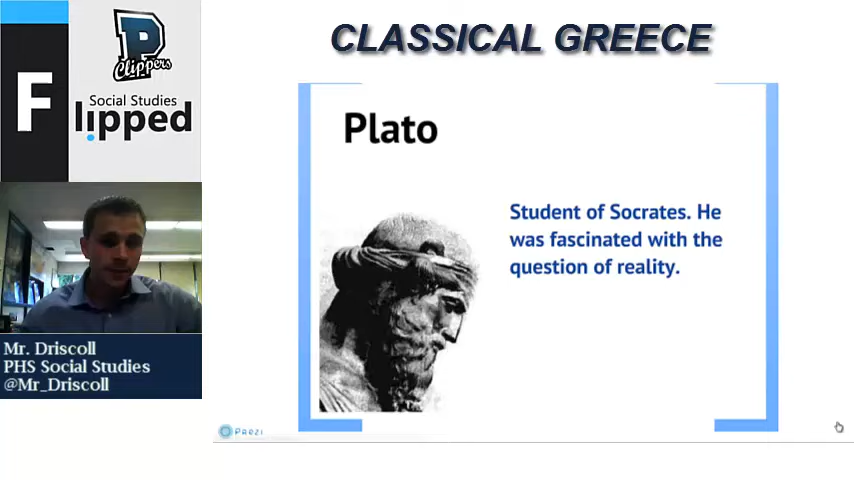 CLASSICAL GREECE
P
Clippers
F
Social Studies
lipped
Plato
Student of Socrates. He
was fascinated with the
question of reality.
Mr. Driscoll
PHS Social Studies
@Mr_Driscoll
Prezi